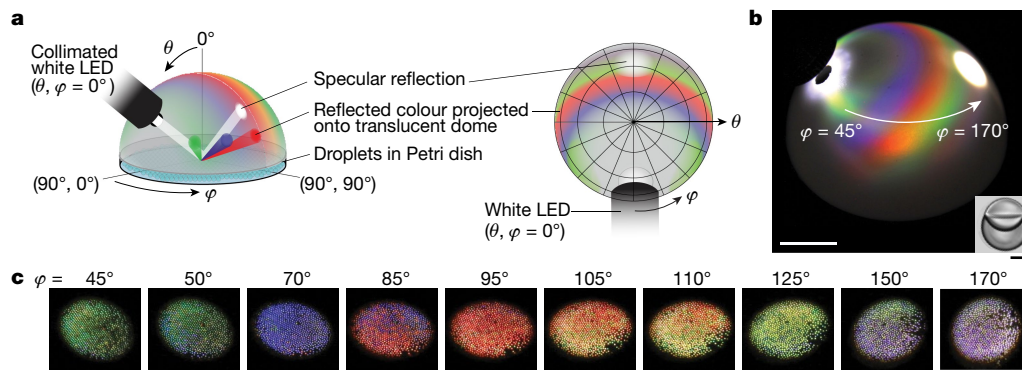 a
Collimated
white LED
(θ, φ = 0°)
θ
0°
Specular reflection
Reflected colour projected
onto translucent dome
Droplets in Petri dish
(90°, 0°)
φ
(90°, 90°)
θ
φ
White LED
(θ, φ = 0°)
b
φ = 45°
φ = 170°
c
φ = 45° 50° 70° 85° 95° 105° 110° 125° 150° 170°